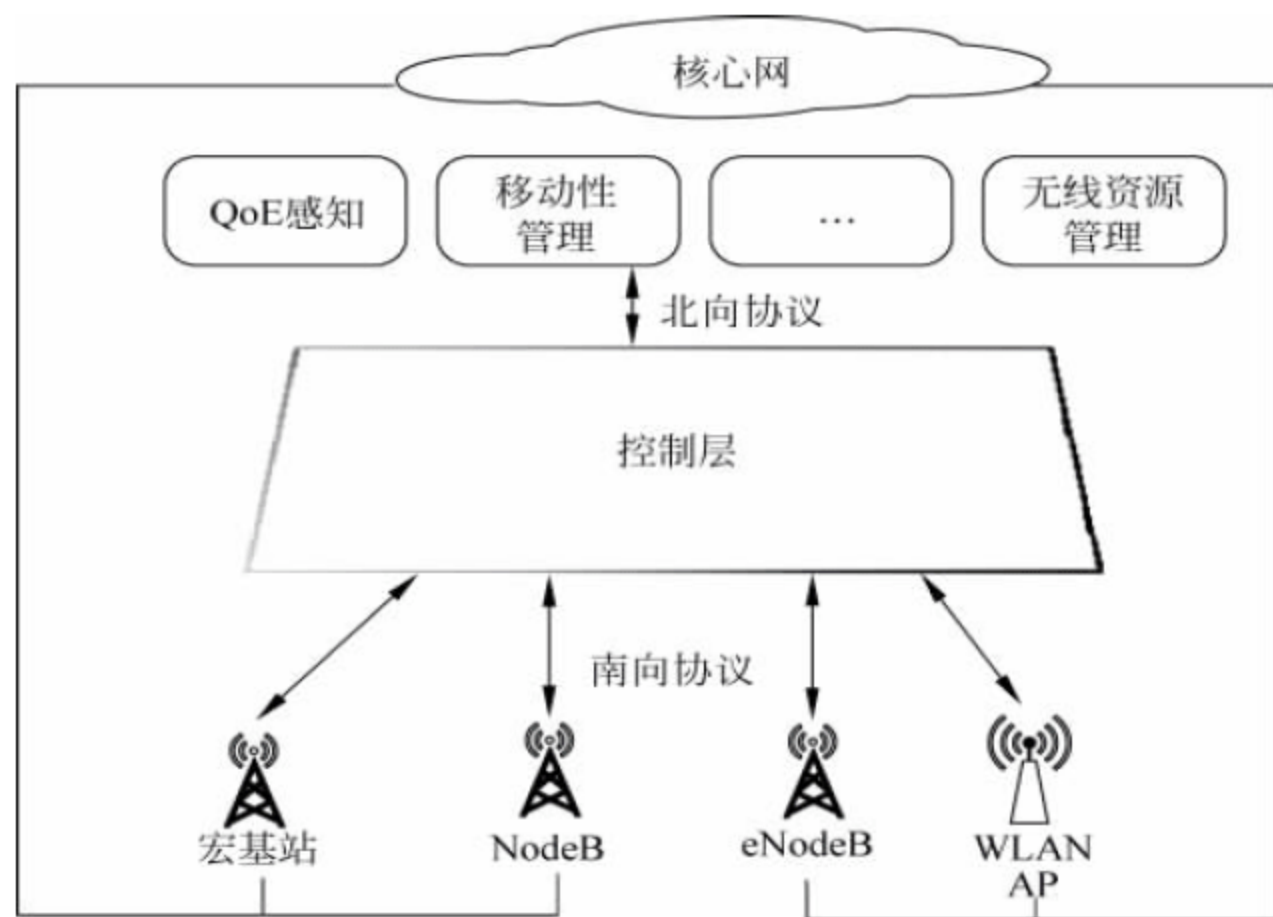 核心网
QoE感知
移动性
管理
…
无线资源
管理
北向协议
控制层
南向协议
宏基站
NodeB
eNodeB
WLAN
AP